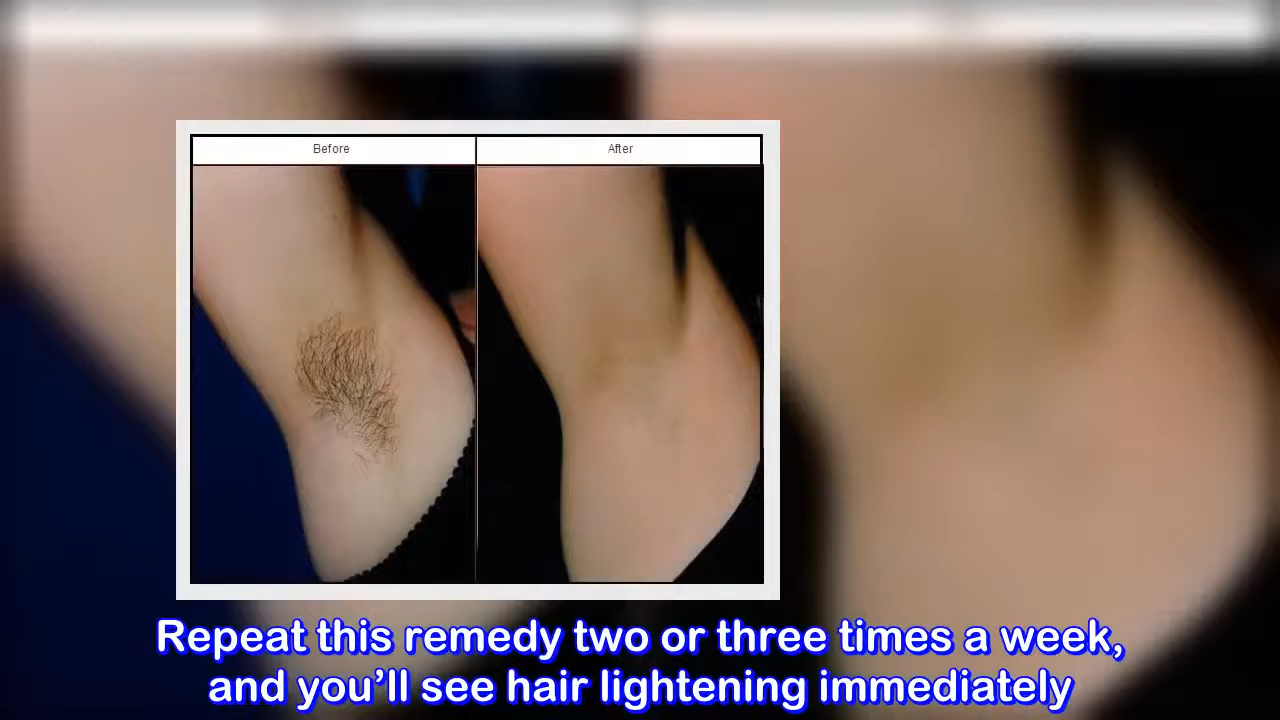 Before
After
Repeat this remedy two or three times a week,
and you’ll see hair lightening immediately